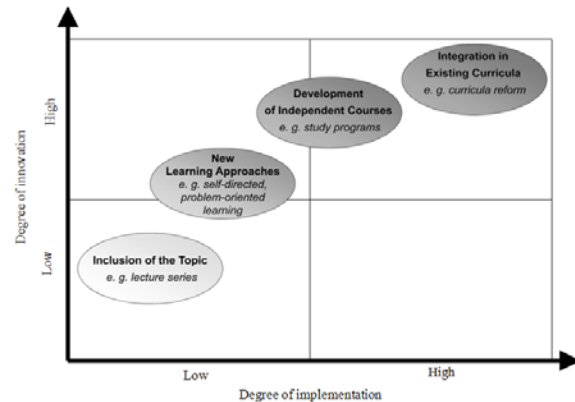 Integration in
Existing Curricula
e. g. curricula reform
Development
of Independent Courses
e. g. study programs
New
Learning Approaches
e. g. self-directed,
problem-oriented
learning
Inclusion of the Topic
e. g. lecture series
Degree of innovation
High
Low
Low
High
Degree of implementation